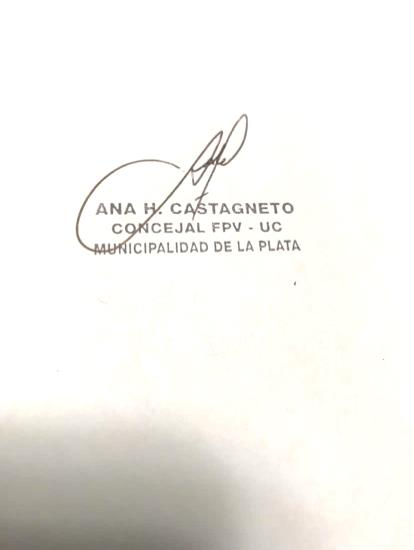 ANA H. CASTAGNETO
CONCEJAL FPV - UC
MUNICIPALIDAD DE LA PLATA